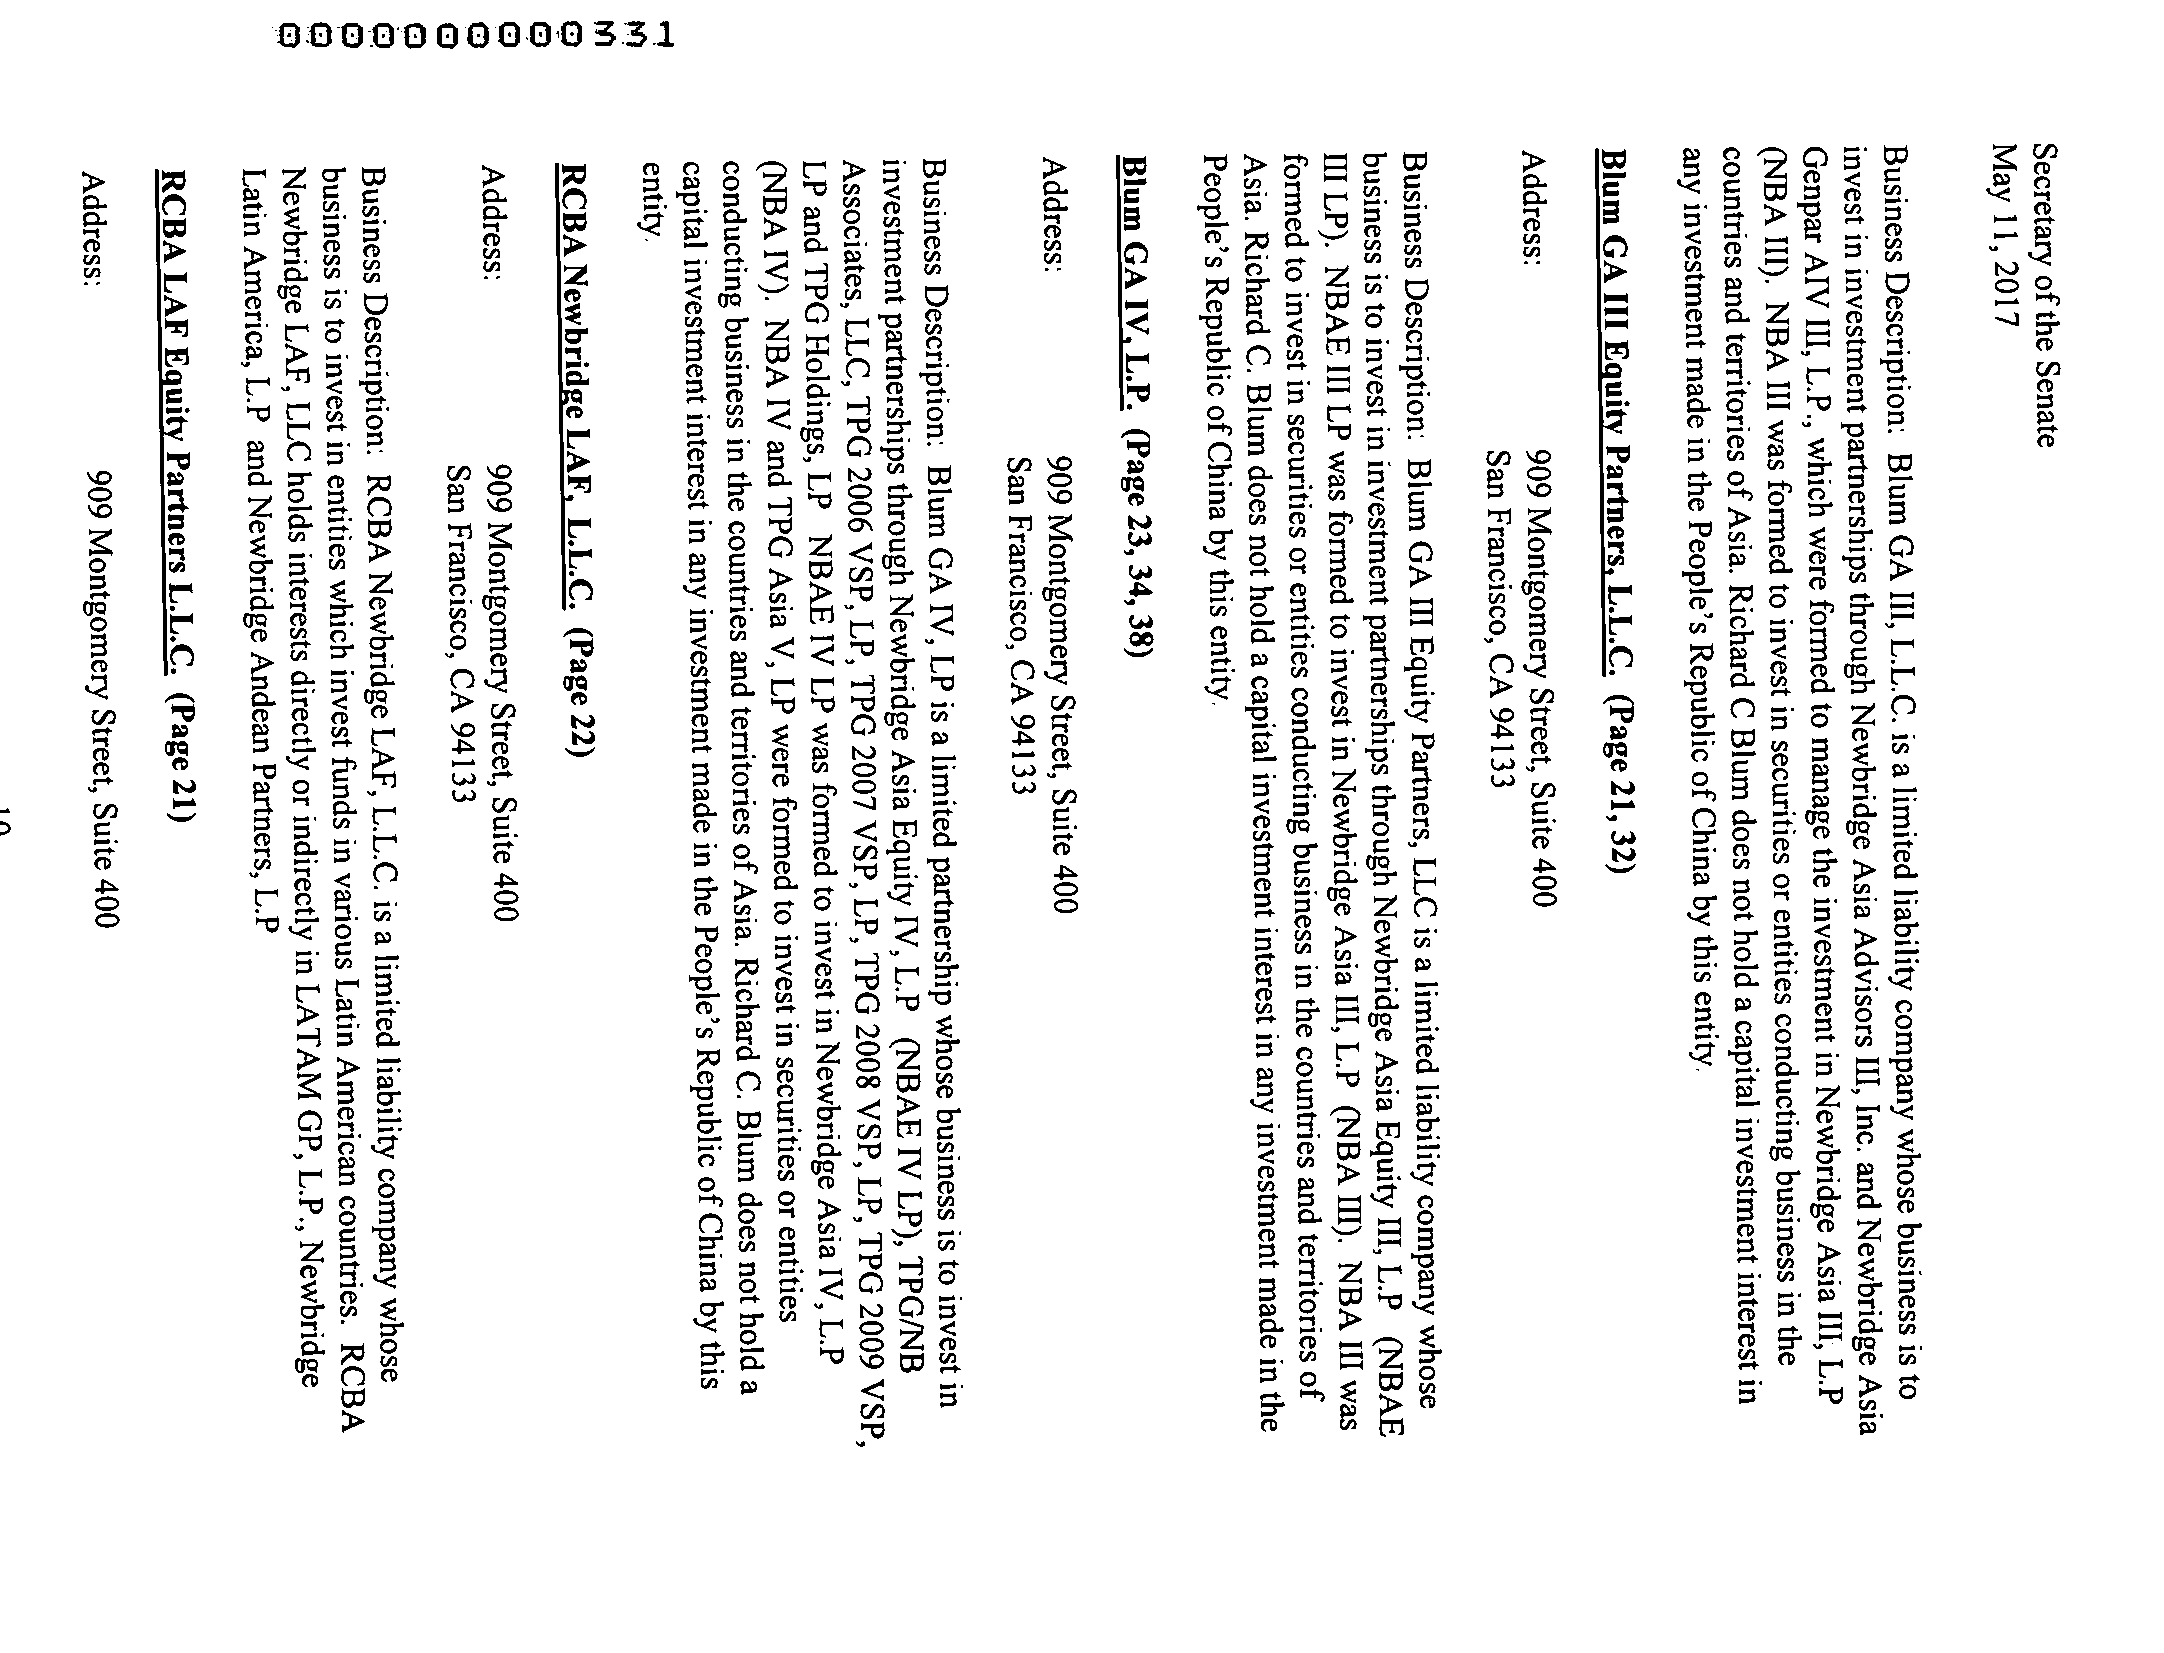 Secretary of the Senate
May 11, 2017
Business Description: Blum GA III, L.L.C. is a limited liability company whose business is to
invest in investment partnerships through Newbridge Asia Advisors III, Inc. and Newbridge Asia
Genpar AIV III, L.P., which were formed to manage the investment in Newbridge Asia III, L.P
(NBA III). NBA III was formed to invest in securities or entities conducting business in the
countries and territories of Asia. Richard C Blum does not hold a capital investment interest in
any investment made in the People's Republic of China by this entity.
Blum GA III Equity Partners, L.L.C. (Page 21, 32)
Address: 909 Montgomery Street, Suite 400
San Francisco, CA 94133
Business Description: Blum GA III Equity Partners, LLC is a limited liability company whose
business is to invest in investment partnerships through Newbridge Asia Equity III, L.P (NBAE
III LP). NBAE III LP was formed to invest in Newbridge Asia III, L.P (NBA III). NBA III was
formed to invest in securities or entities conducting business in the countries and territories of
Asia. Richard C. Blum does not hold a capital investment interest in any investment made in the
People's Republic of China by this entity.
Blum GA IV, L.P. (Page 23, 34, 38)
Address: 909 Montgomery Street, Suite 400
San Francisco, CA 94133
Business Description: Blum GA IV, LP is a limited partnership whose business is to invest in
investment partnerships through Newbridge Asia Equity IV, L.P (NBAE IV LP), TPG/NB
Associates, LLC, TPG 2006 VSP, LP, TPG 2007 VSP, LP, TPG 2008 VSP, LP, TPG 2009 VSP,
LP and TPG Holdings, LP NBAE IV LP was formed to invest in Newbridge Asia IV, L.P
(NBA IV). NBA IV and TPG Asia V, LP were formed to invest in securities or entities
conducting business in the countries and territories of Asia. Richard C. Blum does not hold a
capital investment interest in any investment made in the People's Republic of China by this
entity.
RCBA Newbridge LAF, L.L.C. (Page 22)
Address: 909 Montgomery Street, Suite 400
San Francisco, CA 94133
Business Description: RCBA Newbridge LAF, L.L.C. is a limited liability company whose
business is to invest in entities which invest funds in various Latin American countries. RCBA
Newbridge LAF, LLC holds interests directly or indirectly in LATAM GP, L.P., Newbridge
Latin America, L.P and Newbridge Andean Partners, L.P
RCBA LAF Equity Partners L.L.C. (Page 21)
Address: 909 Montgomery Street, Suite 400
0000000000331